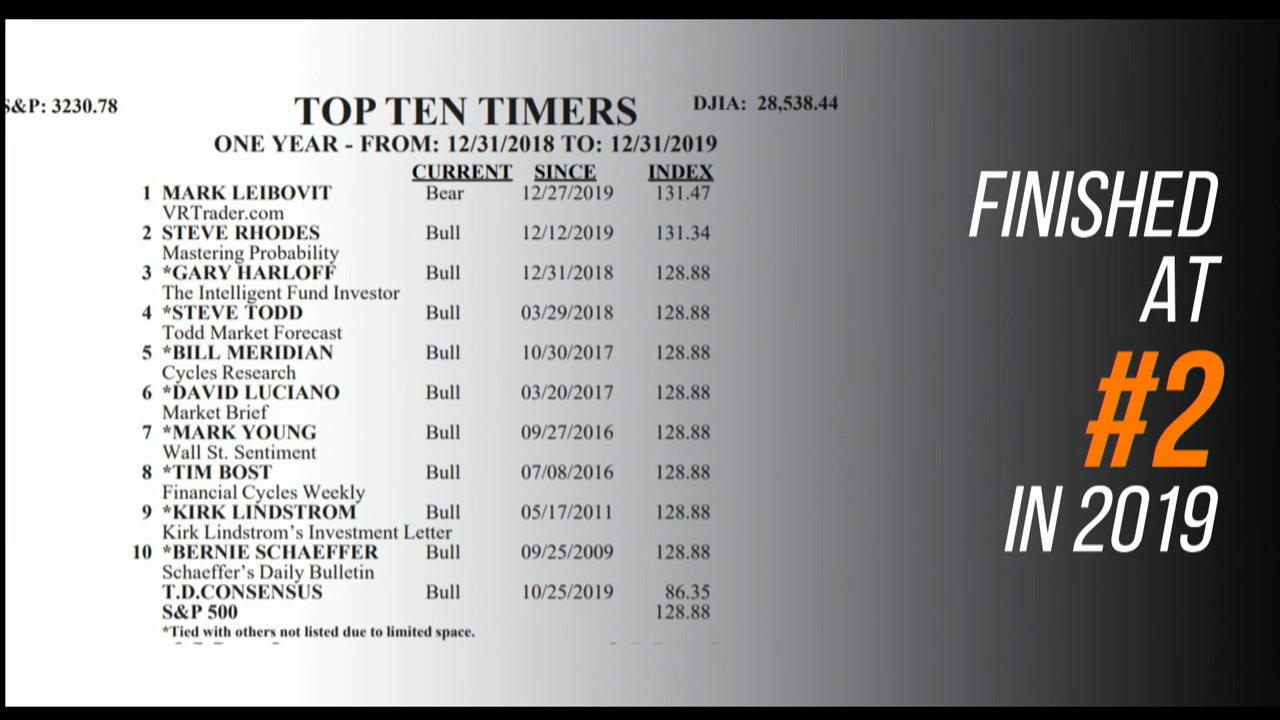 S&P: 3230.78
TOP TEN TIMERS
DJIA: 28,538.44
ONE YEAR - FROM: 12/31/2018 TO: 12/31/2019
CURRENT SINCE INDEX
1 MARK LEIBOVIT Bear 12/27/2019 131.47
VRTrader.com
2 STEVE RHODES Bull 12/12/2019 131.34
Mastering Probability
3 *GARY HARLOFF Bull 12/31/2018 128.88
The Intelligent Fund Investor
4 *STEVE TODD Bull 03/29/2018 128.88
Todd Market Forecast
5 *BILL MERIDIAN Bull 10/30/2017 128.88
Cycles Research
6 *DAVID LUCIANO Bull 03/20/2017 128.88
Market Brief
7 *MARK YOUNG Bull 09/27/2016 128.88
Wall St. Sentiment
8 *TIM BOST Bull 07/08/2016 128.88
Financial Cycles Weekly
9 *KIRK LINDSTROM Bull 05/17/2011 128.88
Kirk Lindstrom's Investment Letter
10 *BERNIE SCHAEFFER Bull 09/25/2009 128.88
Schaeffer's Daily Bulletin
T.D.CONSENSUS Bull 10/25/2019 86.35
S&P 500 128.88
*Tied with others not listed due to limited space.
FINISHED
AT
#2
IN 2019